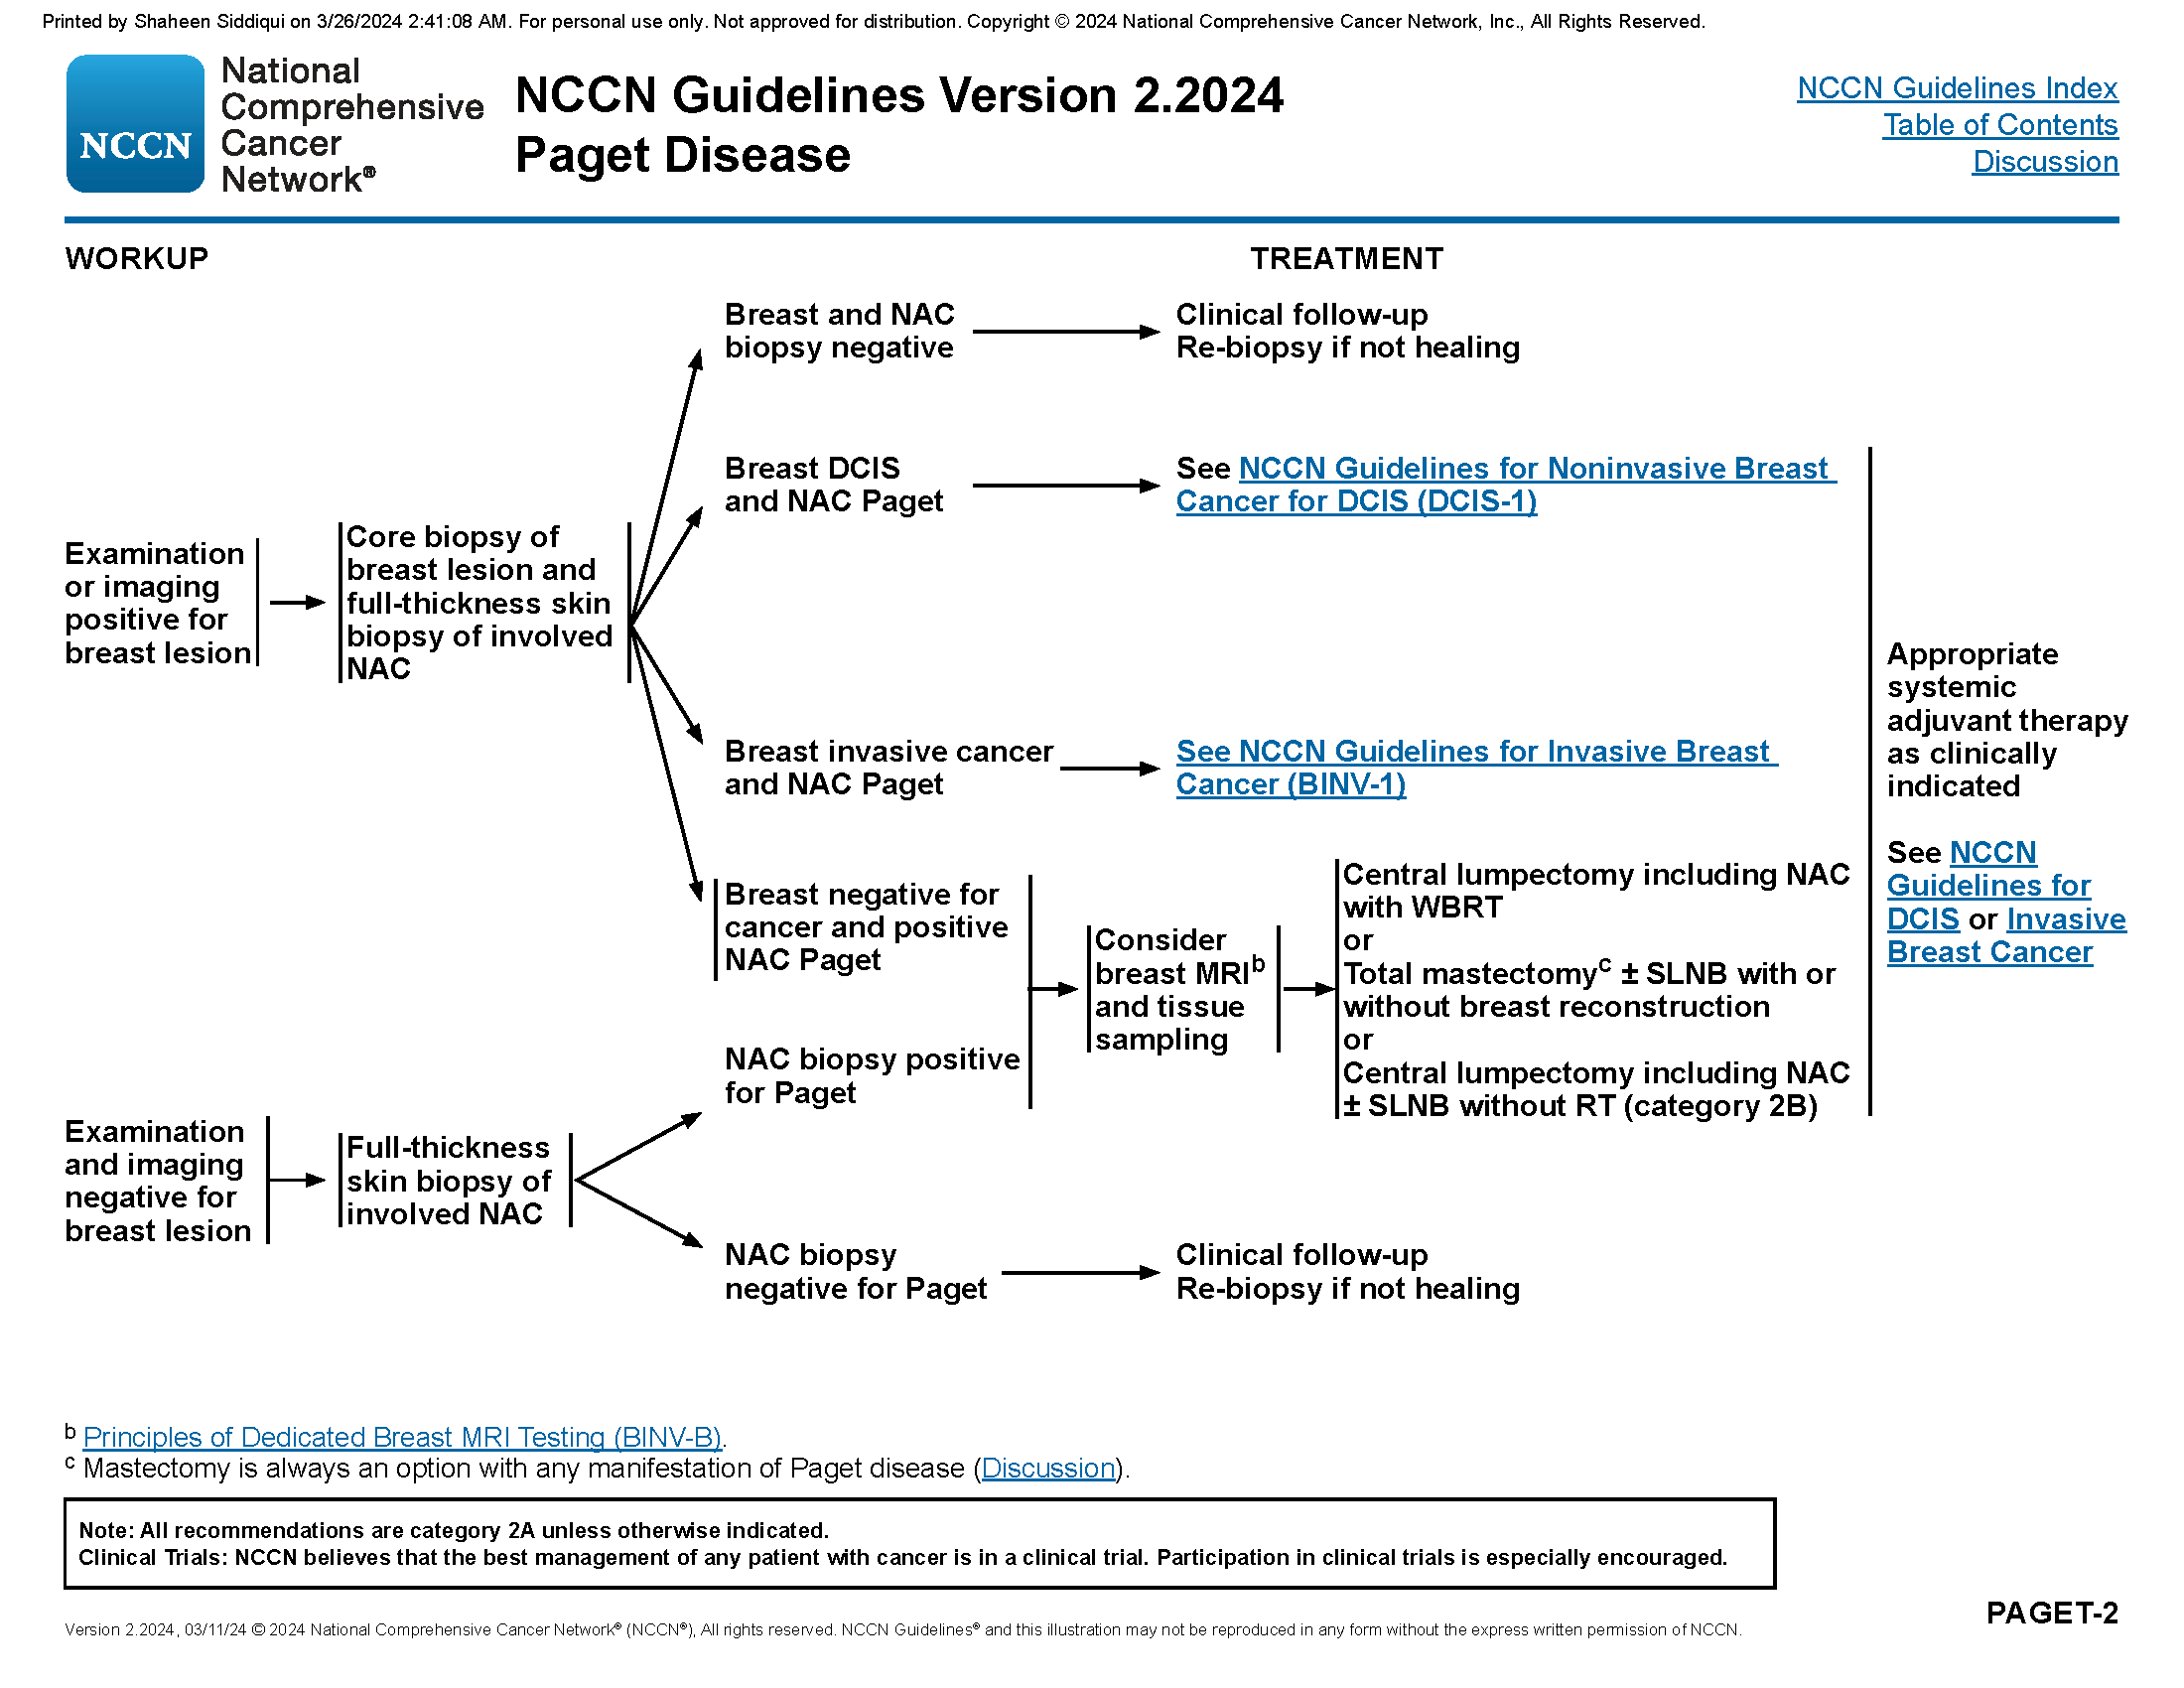 Printed by Shaheen Siddiqui on 3/26/2024 2:41:08 AM. For personal use only. Not approved for distribution. Copyright © 2024 National Comprehensive Cancer Network, Inc., All Rights Reserved.
NCCN
National
Comprehensive
Cancer
Network®
NCCN Guidelines Version 2.2024
Paget Disease
NCCN Guidelines Index
Table of Contents
Discussion
WORKUP
TREATMENT
Examination
or imaging
positive for
breast lesion
Core biopsy of
breast lesion and
full-thickness skin
biopsy of involved
NAC
Breast and NAC
biopsy negative
Clinical follow-up
Re-biopsy if not healing
Breast DCIS
and NAC Paget
See NCCN Guidelines for Noninvasive Breast
Cancer for DCIS (DCIS-1)
Breast invasive cancer
and NAC Paget
See NCCN Guidelines for Invasive Breast
Cancer (BINV-1)
Breast negative for
cancer and positive
NAC Paget
Examination
and imaging
negative for
breast lesion
Full-thickness
skin biopsy of
involved NAC
NAC biopsy positive
for Paget
Consider
breast MRIb
and tissue
sampling
Central lumpectomy including NAC
with WBRT
or
Total mastectomyc ± SLNB with or
without breast reconstruction
or
Central lumpectomy including NAC
± SLNB without RT (category 2B)
Appropriate
systemic
adjuvant therapy
as clinically
indicated
See NCCN
Guidelines for
DCIS or Invasive
Breast Cancer
NAC biopsy
negative for Paget
Clinical follow-up
Re-biopsy if not healing
b Principles of Dedicated Breast MRI Testing (BINV-B).
c Mastectomy is always an option with any manifestation of Paget disease (Discussion).
Note: All recommendations are category 2A unless otherwise indicated.
Clinical Trials: NCCN believes that the best management of any patient with cancer is in a clinical trial. Participation in clinical trials is especially encouraged.
PAGET-2
Version 2.2024, 03/11/24 © 2024 National Comprehensive Cancer Network® (NCCN®), All rights reserved. NCCN Guidelines® and this illustration may not be reproduced in any form without the express written permission of NCCN.